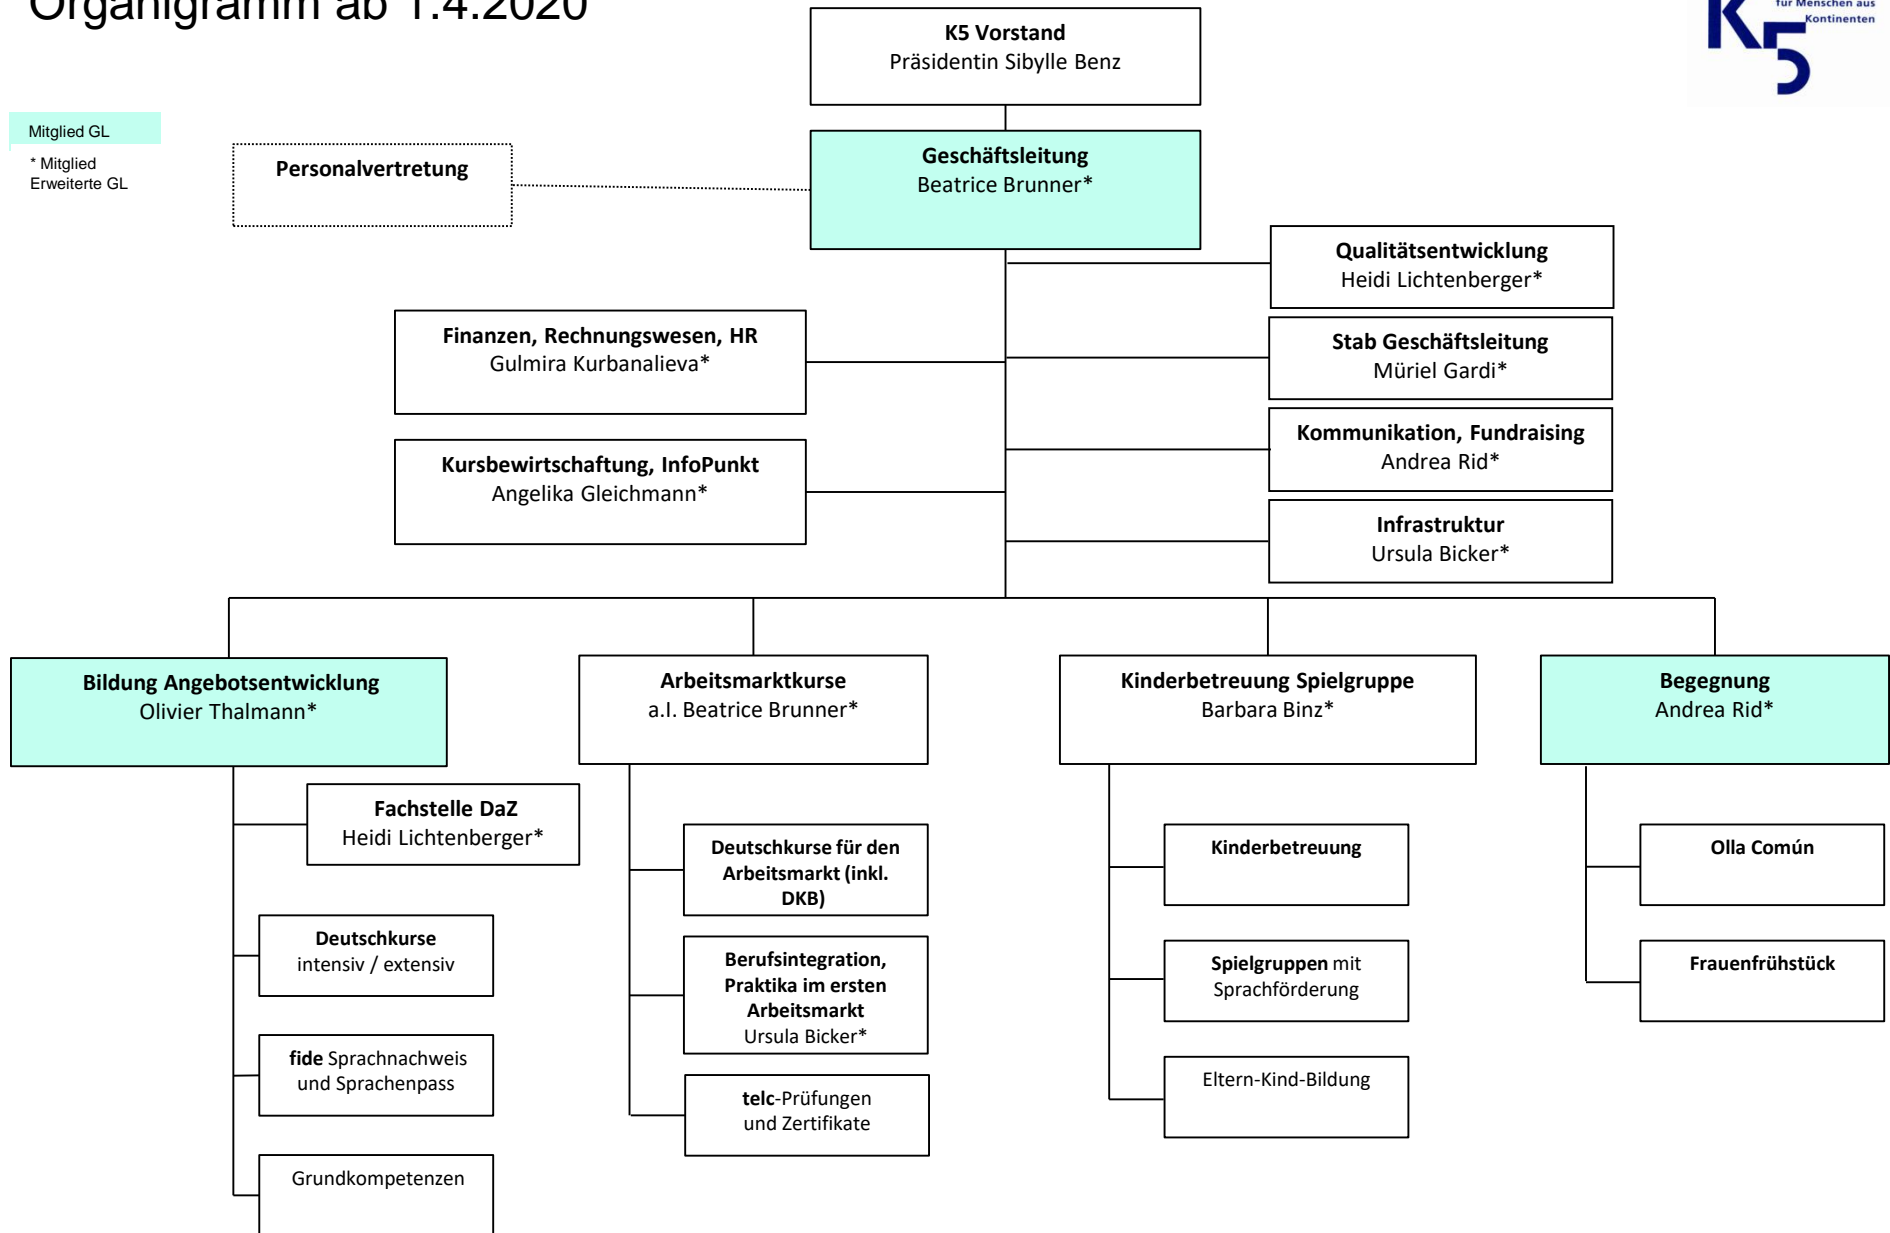 Organigramm ab 1.4.2020
K5
für Menschen aus
Kontinenten
K5 Vorstand
Präsidentin Sibylle Benz
Mitglied GL
* Mitglied
Erweiterte GL
Personalvertretung
Geschäftsleitung
Beatrice Brunner*
Qualitätsentwicklung
Heidi Lichtenberger*
Finanzen, Rechnungswesen, HR
Gulmira Kurbanalieva*
Stab Geschäftsleitung
Müriel Gardi*
Kommunikation, Fundraising
Andrea Rid*
Kursbewirtschaftung, InfoPunkt
Angelika Gleichmann*
Infrastruktur
Ursula Bicker*
Bildung Angebotsentwicklung
Olivier Thalmann*
Fachstelle DaZ
Heidi Lichtenberger*
Deutschkurse
intensiv / extensiv
fide Sprachnachweis
und Sprachenpass
Grundkompetenzen
Arbeitsmarktkurse
a.I. Beatrice Brunner*
Deutschkurse für den
Arbeitsmarkt (inkl.
DKB)
Berufsintegration,
Praktika im ersten
Arbeitsmarkt
Ursula Bicker*
telc-Prüfungen
und Zertifikate
Kinderbetreuung Spielgruppe
Barbara Binz*
Kinderbetreuung
Spielgruppen mit
Sprachförderung
Eltern-Kind-Bildung
Begegnung
Andrea Rid*
Olla Común
Frauenfrühstück